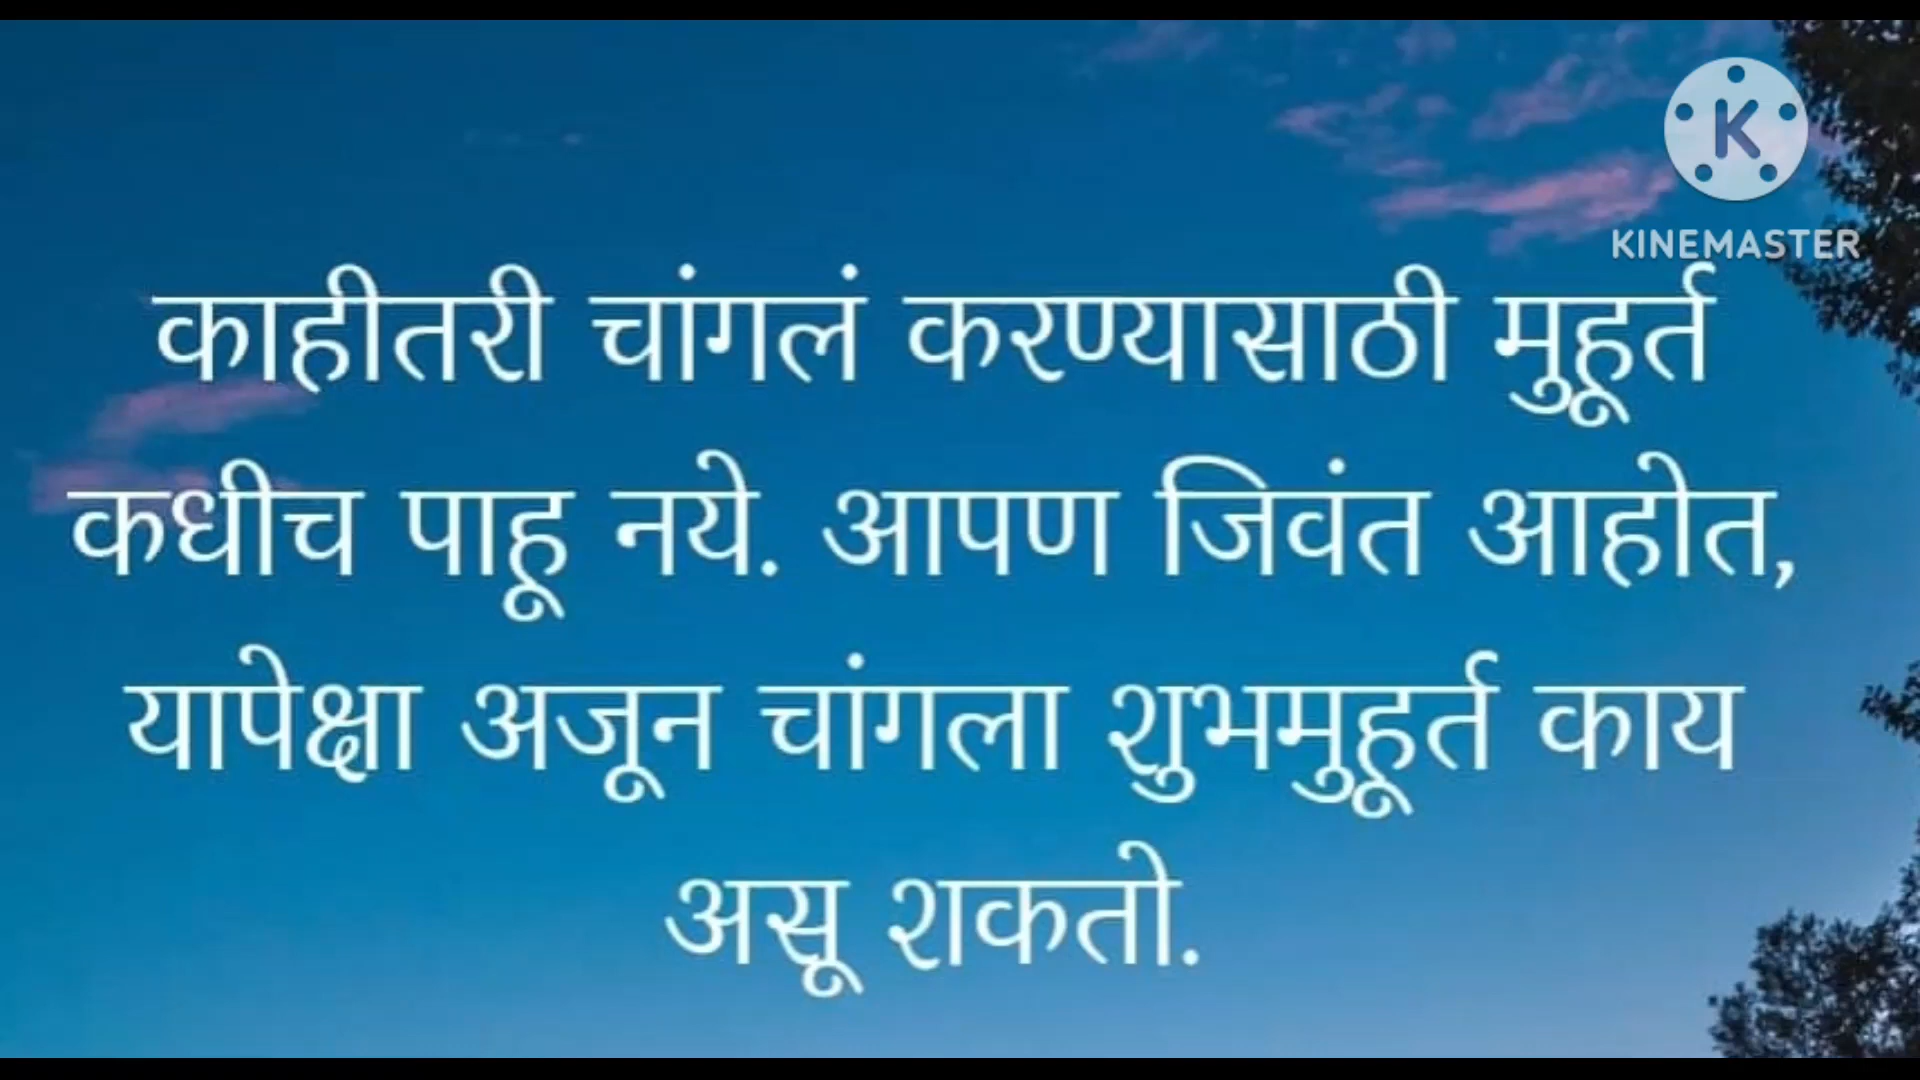 KINEMASTER
काहीतरी चांगलं करण्यासाठी मुहूर्त
कधीच पाहू नये. आपण जिवंत आहोत,
यापेक्षा अजून चांगला शुभमुहूर्त काय
असू शकतो.